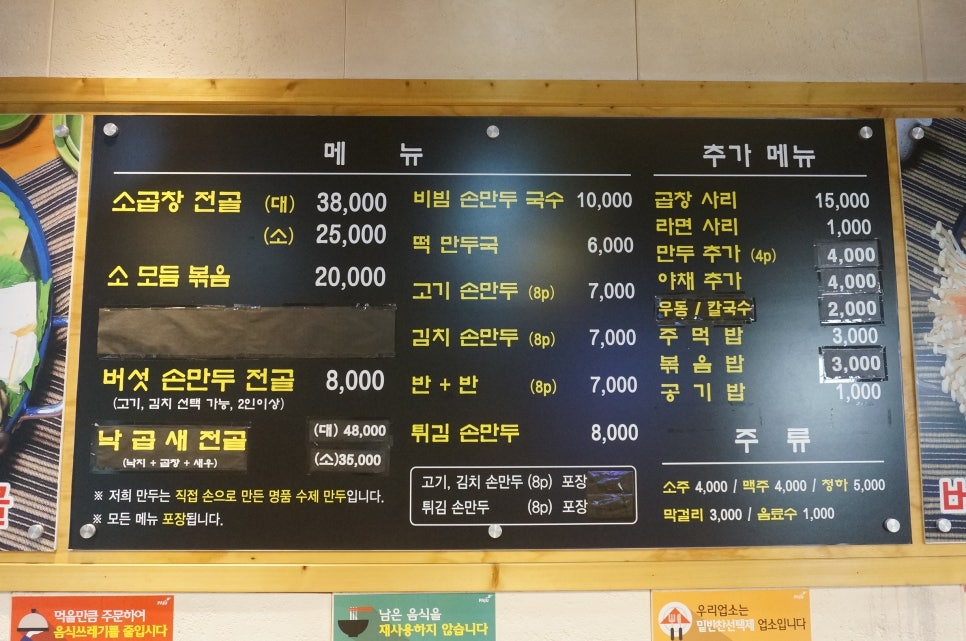 메 뉴
소곱창 전골 (대) 38,000
(소) 25,000
소 모듬 볶음 20,000
버섯 손만두 전골 8,000
(고기, 김치 선택 가능, 2인이상)
낙 곱 새 전골 (대) 48,000
(낙지 + 곱창 + 새우) (소)35,000
※ 저희 만두는 직접 손으로 만든 명품 수제 만두입니다.
※ 모든 메뉴 포장됩니다.
비빔 손만두 국수 10,000
떡 만두국 6,000
고기 손만두 (8p) 7,000
김치 손만두 (8p) 7,000
반 + 반 (8p) 7,000
튀김 손만두 8,000
고기, 김치 손만두 (8p) 포장
튀김 손만두 (8p) 포장
추가 메뉴
곱창 사리 15,000
라면 사리 1,000
만두 추가 (4p) 4,000
야채 추가 4,000
우동 / 칼국수 2,000
주 먹 밥 3,000
볶 음 밥 3,000
공 기 밥 1,000
주 류
소주 4,000 / 맥주 4,000 / 청하 5,000
막걸리 3,000 / 음료수 1,000
먹을만큼 주문하여
음식쓰레기를 줄입시다
남은 음식을
재사용하지 않습니다
우리업소는
밑반찬선택제 업소입니다